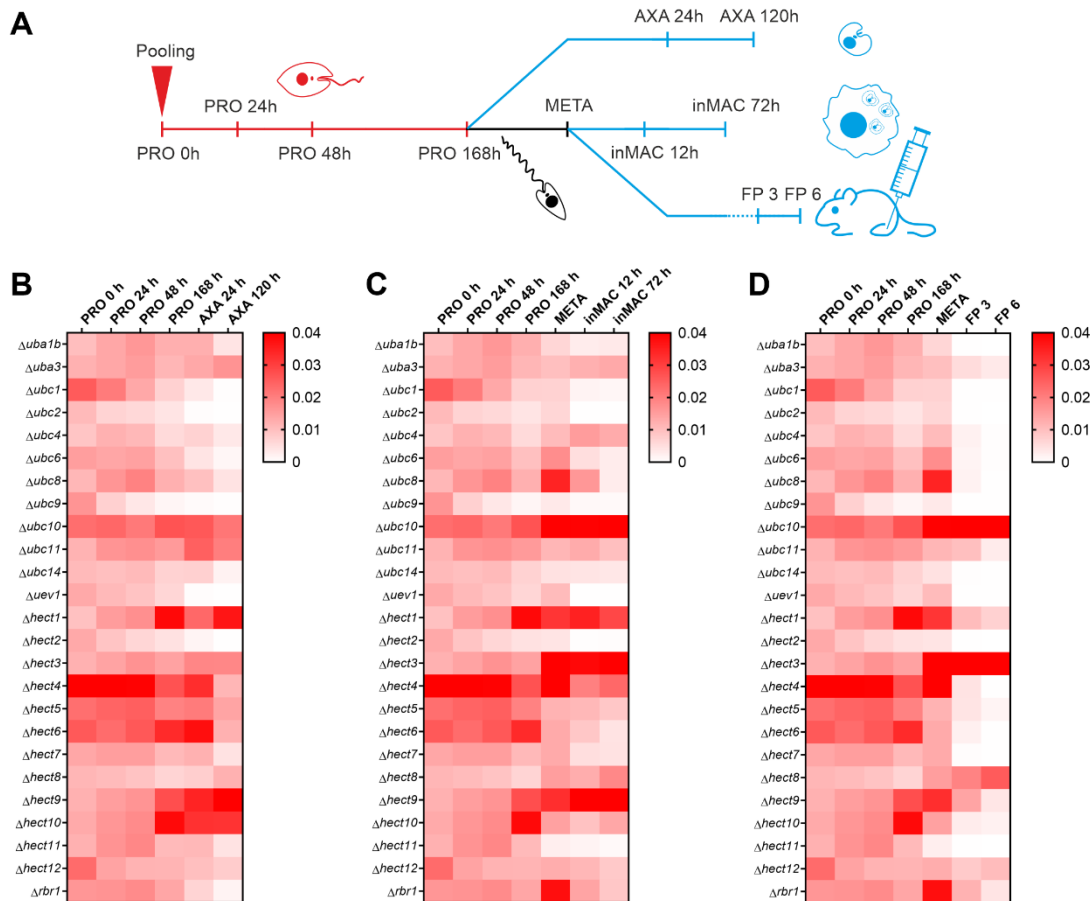 A
Pooling
PRO 0h
PRO 24h
PRO 48h
PRO 168h
META
AXA 24h
AXA 120h
inMAC 12h
inMAC 72h
FP 3
FP 6
B
PRO 0 h
PRO 24 h
PRO 48 h
PRO 168 h
AXA 24 h
AXA 120 h
Δuba1b
Δuba3
Δubc1
Δubc2
Δubc4
Δubc6
Δubc8
Δubc9
Δubc10
Δubc11
Δubc14
Δuev1
Δhect1
Δhect2
Δhect3
Δhect4
Δhect5
Δhect6
Δhect7
Δhect8
Δhect9
Δhect10
Δhect11
Δhect12
Δrbr1
0.04
0.03
0.02
0.01
0
C
PRO 0 h
PRO 24 h
PRO 48 h
PRO 168 h
META
inMAC 12 h
inMAC 72 h
Δuba1b
Δuba3
Δubc1
Δubc2
Δubc4
Δubc6
Δubc8
Δubc9
Δubc10
Δubc11
Δubc14
Δuev1
Δhect1
Δhect2
Δhect3
Δhect4
Δhect5
Δhect6
Δhect7
Δhect8
Δhect9
Δhect10
Δhect11
Δhect12
Δrbr1
0.04
0.03
0.02
0.01
0
D
PRO 0 h
PRO 24 h
PRO 48 h
PRO 168 h
META
FP 3
FP 6
Δuba1b
Δuba3
Δubc1
Δubc2
Δubc4
Δubc6
Δubc8
Δubc9
Δubc10
Δubc11
Δubc14
Δuev1
Δhect1
Δhect2
Δhect3
Δhect4
Δhect5
Δhect6
Δhect7
Δhect8
Δhect9
Δhect10
Δhect11
Δhect12
Δrbr1
0.04
0.03
0.02
0.01
0